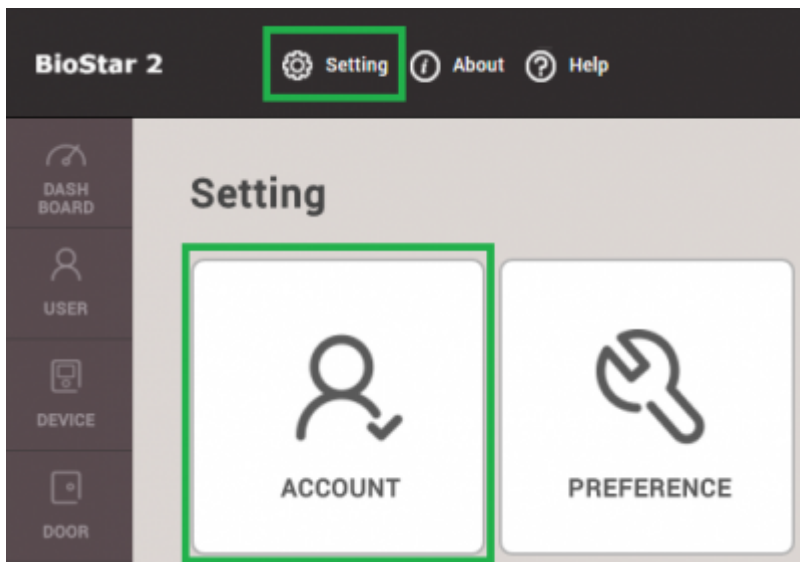 BioStar 2
Setting
About
Help
DASH
BOARD
USER
DEVICE
DOOR
Setting
ACCOUNT
PREFERENCE